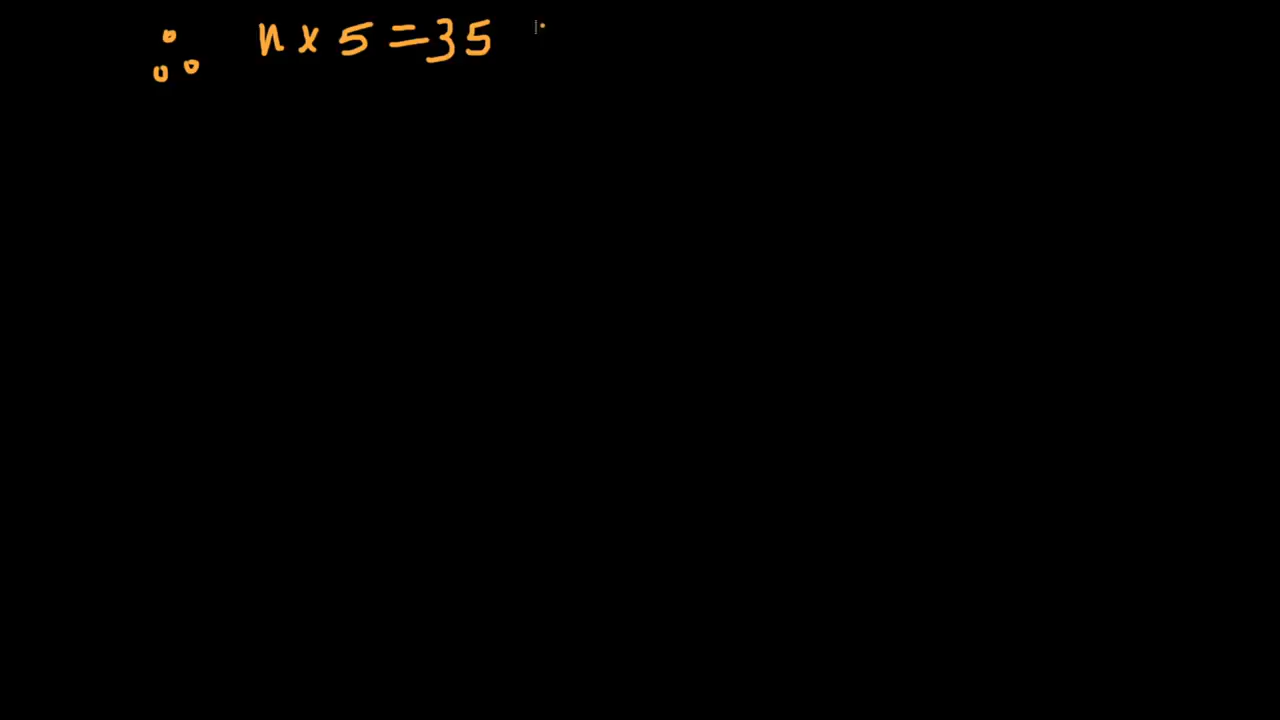 ∴ n × 5 = 35